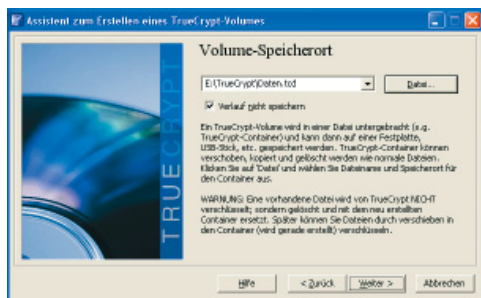 Assistent zum Erstellen eines TrueCrypt-Volumes
Volume-Speicherort
E:\TrueCrypt\Daten.tcd
Datei...
Verlauf nicht speichern
Ein TrueCrypt-Volume wird in einer Datei untergebracht (s.g.
TrueCrypt-Container) und kann dann auf einer Festplatte,
USB-Stick, etc. gespeichert werden. TrueCrypt-Container können
verschoben, kopiert und gelöscht werden wie normale Dateien.
Klicken Sie auf 'Datei' und wählen Sie Dateiname und Speicherort für
den Container aus.
WARNUNG: Eine vorhandene Datei wird von TrueCrypt NICHT
verschlüsselt; sondern gelöscht und mit dem neu erstellten
Container ersetzt. Später können Sie Dateien durch verschieben in
den Container (wird gerade erstellt) verschlüsseln.
TRUECRYPT
Hilfe
< Zurück
Weiter >
Abbrechen